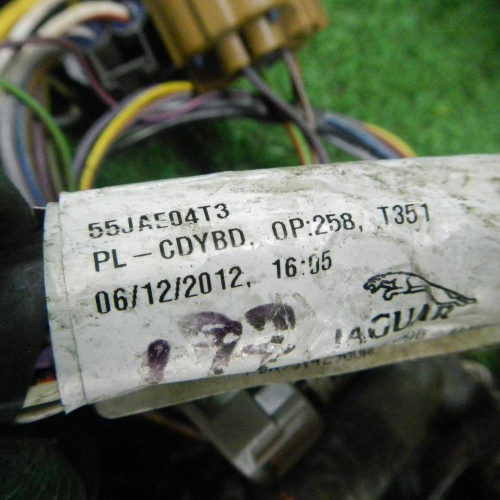 55JAE04T3
PL-CDYBD, OP:258, T351
06/12/2012, 16:05
JAGUAR